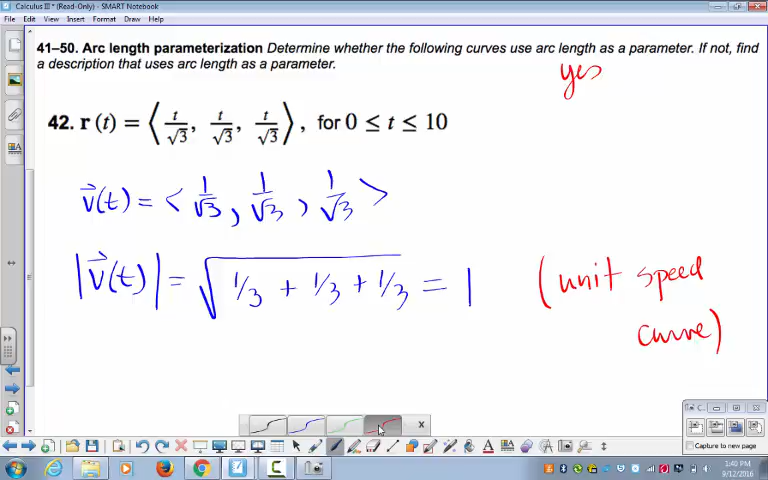 Calculus III * (Read-Only) - SMART Notebook
File Edit View Insert Format Tools Draw Help
41–50. Arc length parameterization Determine whether the following curves use arc length as a parameter. If not, find
a description that uses arc length as a parameter.
yes
42. r (t) = ⟨ t/√3, t/√3, t/√3 ⟩, for 0 ≤ t ≤ 10
v⃗(t) = < 1/√3, 1/√3, 1/√3 >
|v⃗(t)| = √(1/3 + 1/3 + 1/3) = 1 (unit speed
curve)
Capture to new page
1:40 PM
9/12/2016